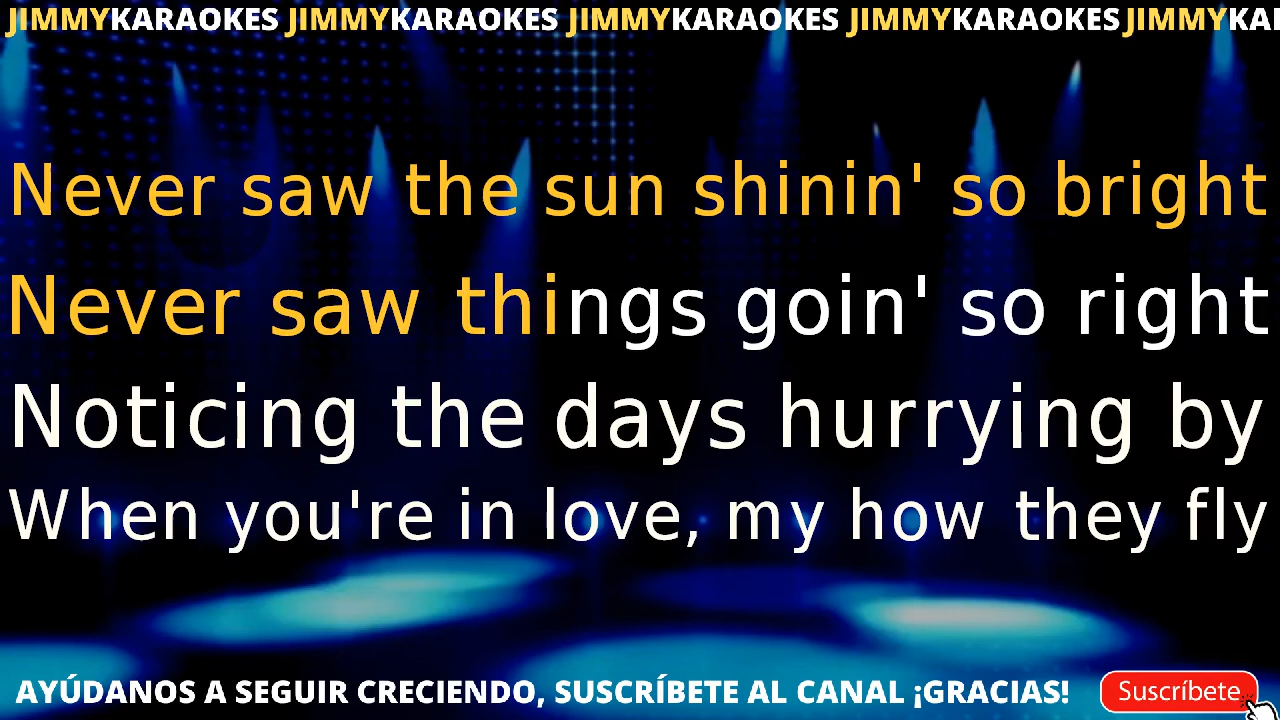 JIMMYKARAOKES JIMMYKARAOKES JIMMYKARAOKES JIMMYKARAOKES JIMMYKA
Never saw the sun shinin' so bright
Never saw things goin' so right
Noticing the days hurrying by
When you're in love, my how they fly
AYÚDANOS A SEGUIR CRECIENDO, SUSCRÍBETE AL CANAL ¡GRACIAS! Suscríbete